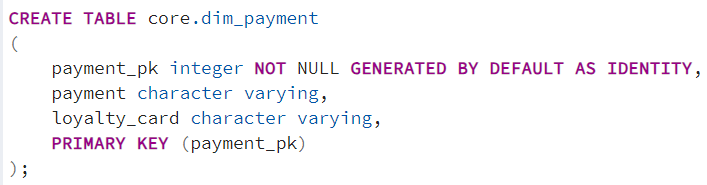 CREATE TABLE core.dim_payment
(
    payment_pk integer NOT NULL GENERATED BY DEFAULT AS IDENTITY,
    payment character varying,
    loyalty_card character varying,
    PRIMARY KEY (payment_pk)
);